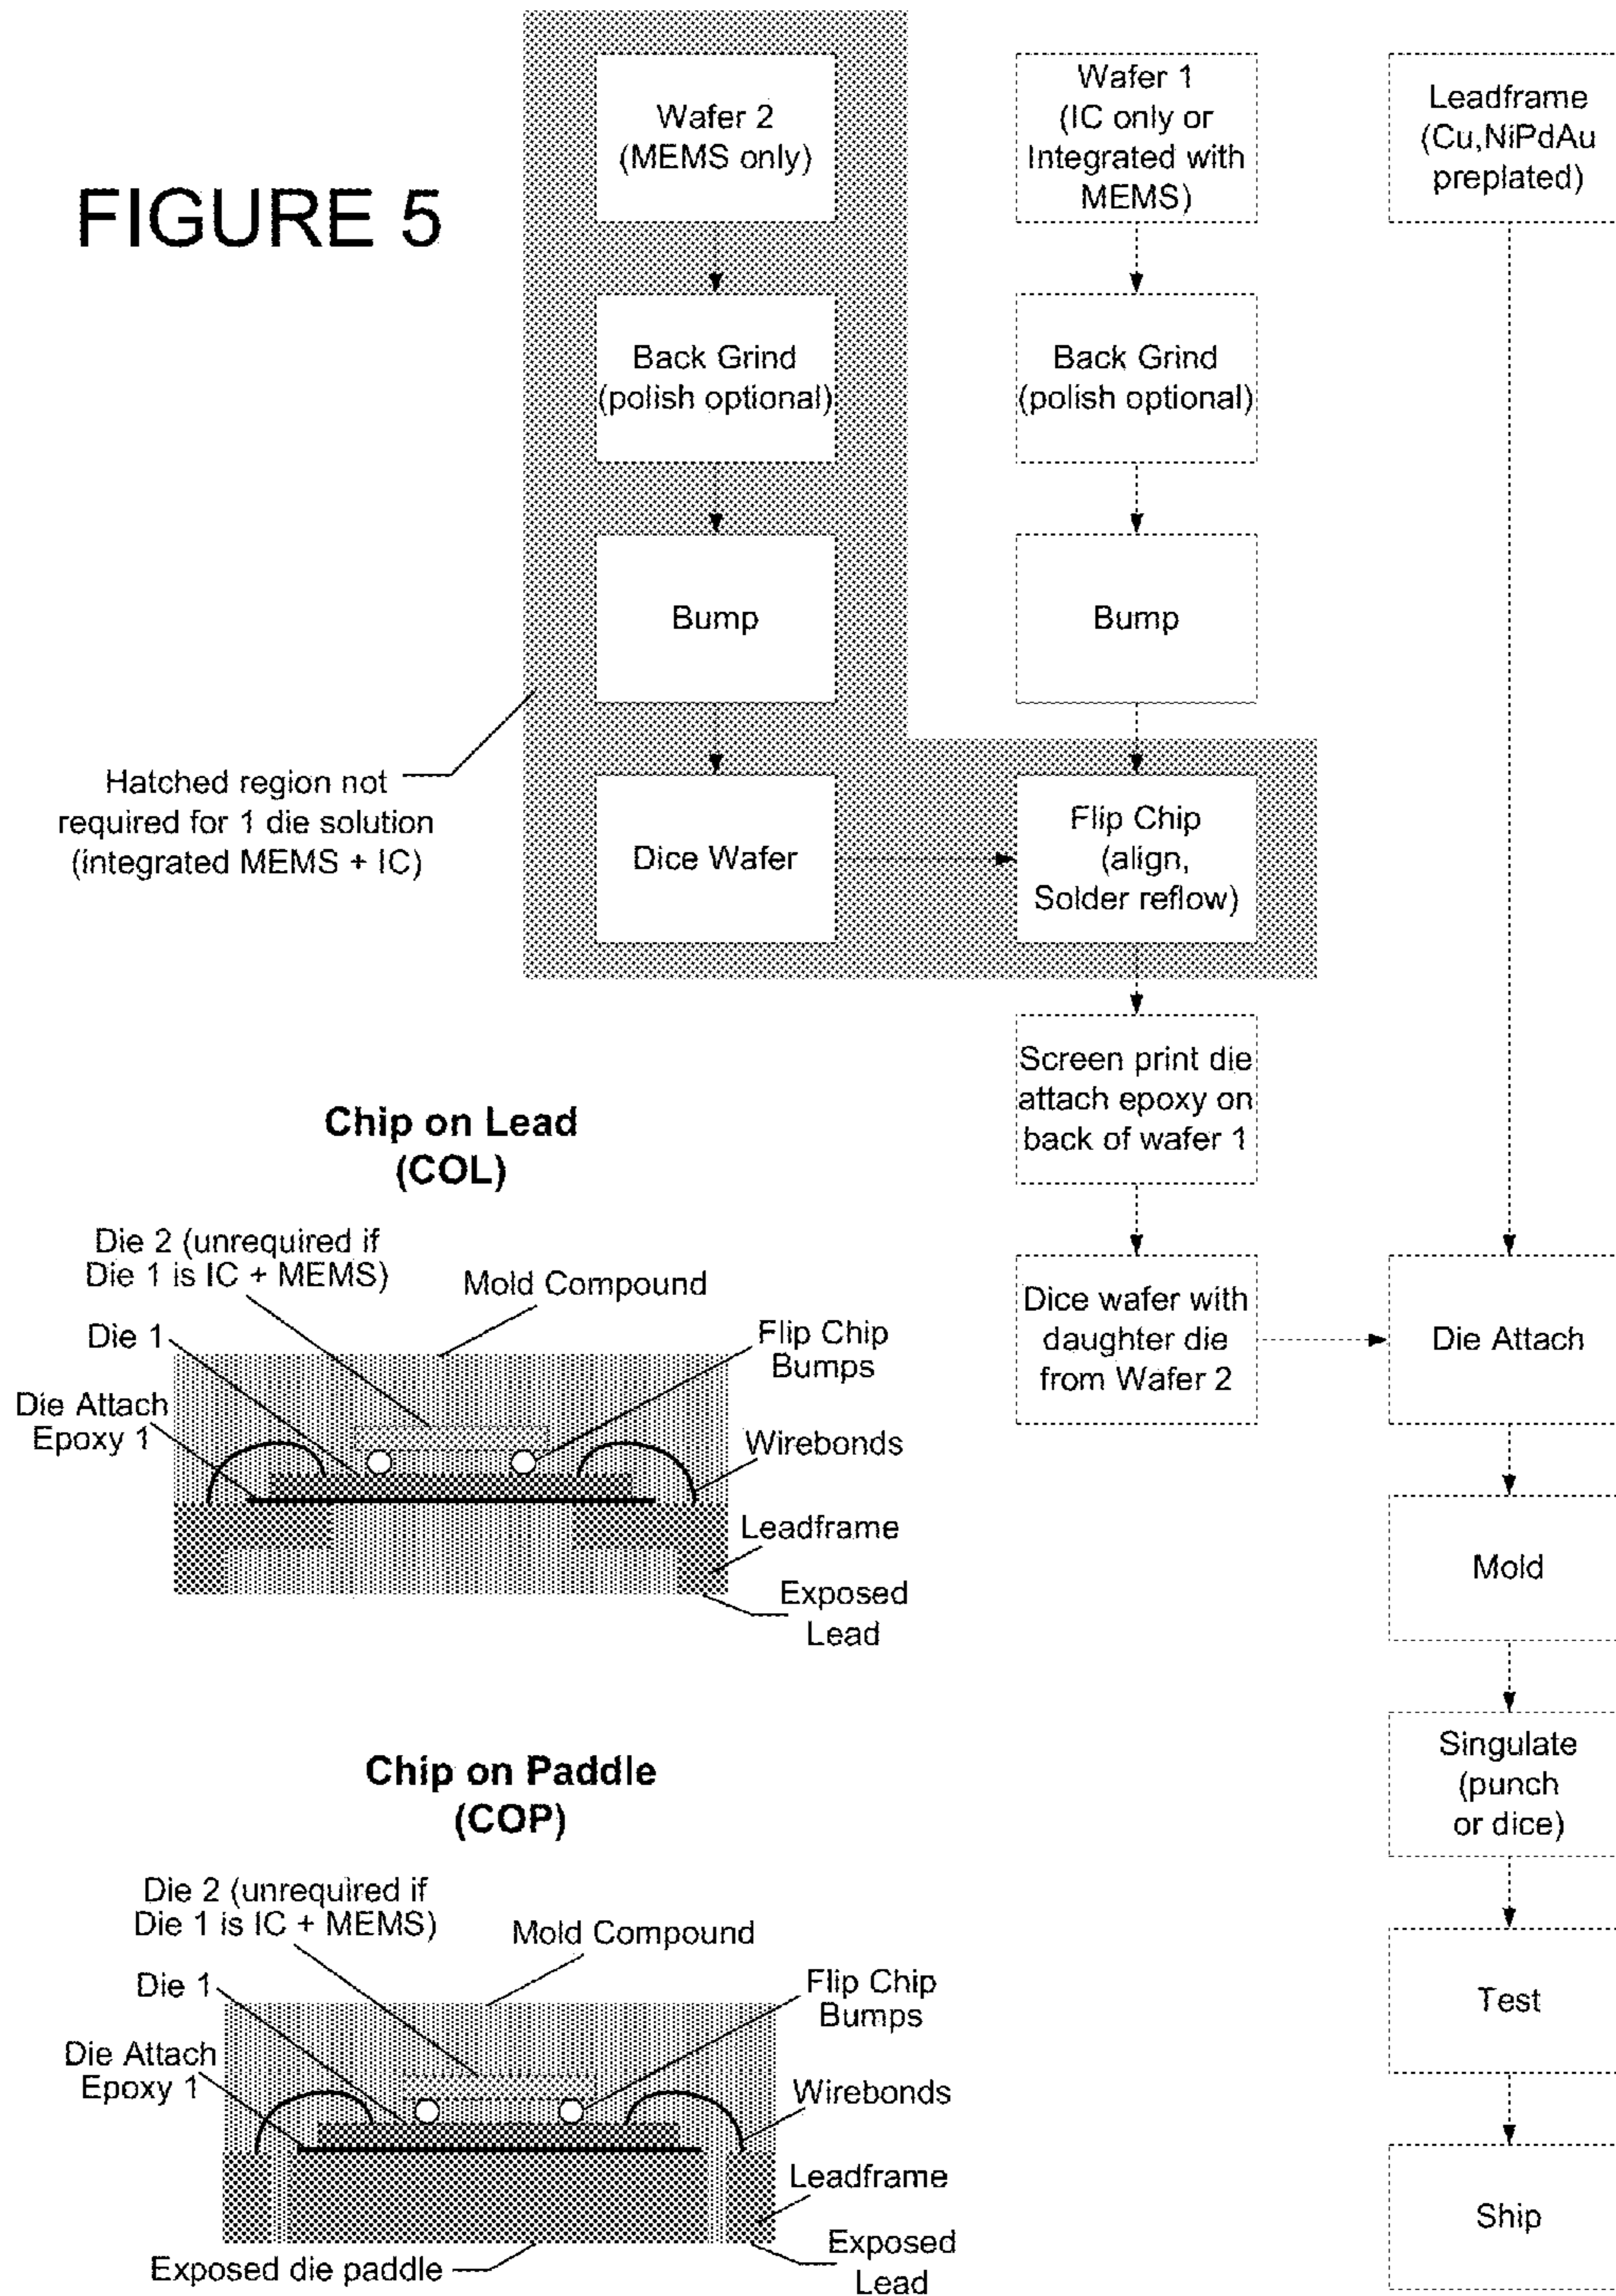 FIGURE 5
Wafer 2
(MEMS only)
Back Grind
(polish optional)
Bump
Dice Wafer
Hatched region not
required for 1 die solution
(integrated MEMS + IC)
Wafer 1
(IC only or
Integrated with
MEMS)
Back Grind
(polish optional)
Bump
Flip Chip
(align,
Solder reflow)
Screen print die
attach epoxy on
back of wafer 1
Dice wafer with
daughter die
from Wafer 2
Leadframe
(Cu,NiPdAu
preplated)
Die Attach
Mold
Singulate
(punch
or dice)
Test
Ship
Chip on Lead
(COL)
Die 2 (unrequired if
Die 1 is IC + MEMS)
Mold Compound
Die 1
Flip Chip
Bumps
Die Attach
Epoxy 1
Wirebonds
Leadframe
Exposed
Lead
Chip on Paddle
(COP)
Die 2 (unrequired if
Die 1 is IC + MEMS)
Mold Compound
Die 1
Flip Chip
Bumps
Die Attach
Epoxy 1
Wirebonds
Leadframe
Exposed die paddle
Exposed
Lead